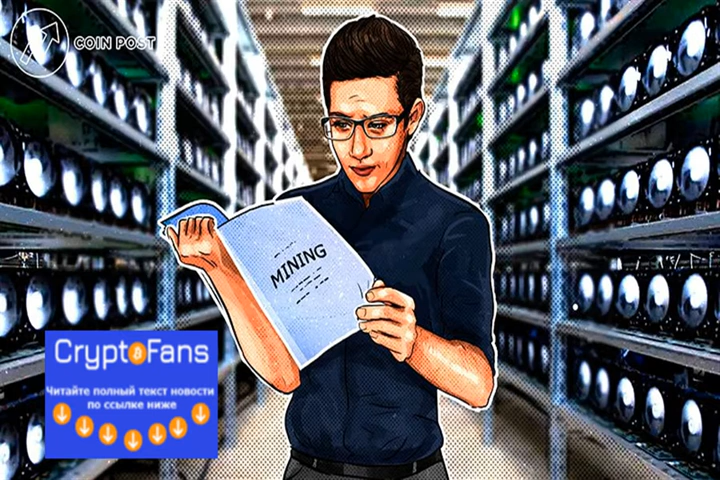 COIN POST
MINING
CryptoFans
Читайте полный текст новости
по ссылке ниже